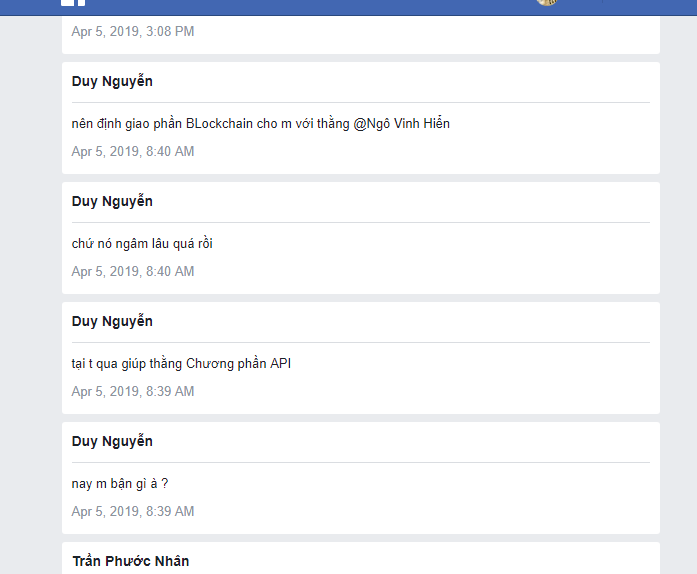 Apr 5, 2019, 3:08 PM
Duy Nguyễn
nên định giao phần BLockchain cho m với thằng @Ngô Vinh Hiển
Apr 5, 2019, 8:40 AM
Duy Nguyễn
chứ nó ngâm lâu quá rồi
Apr 5, 2019, 8:40 AM
Duy Nguyễn
tại t qua giúp thằng Chương phần API
Apr 5, 2019, 8:39 AM
Duy Nguyễn
nay m bận gì à ?
Apr 5, 2019, 8:39 AM
Trần Phước Nhân